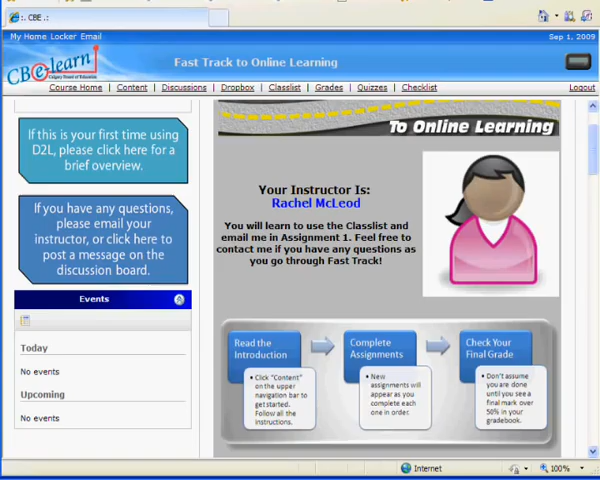 :. CBE .:
My Home Locker Email
Sep 1, 2009
CBe-learn
Calgary Board of Education
Fast Track to Online Learning
Course Home | Content | Discussions | Dropbox | Classlist | Grades | Quizzes | Checklist
Logout
If this is your first time using
D2L, please click here for a
brief overview.
If you have any questions,
please email your
instructor, or click here to
post a message on the
discussion board.
Events
Today
No events
Upcoming
No events
To Online Learning
Your Instructor Is:
Rachel McLeod
You will learn to use the Classlist and
email me in Assignment 1. Feel free to
contact me if you have any questions as
you go through Fast Track!
Read the
Introduction
• Click "Content"
on the upper
navigation bar to
get started.
Follow all the
instructions.
Complete
Assignments
• New
assignments will
appear as you
complete each
one in order.
Check Your
Final Grade
• Don't assume
you are done
until you see a
final mark over
50% in your
gradebook.
Internet
100%